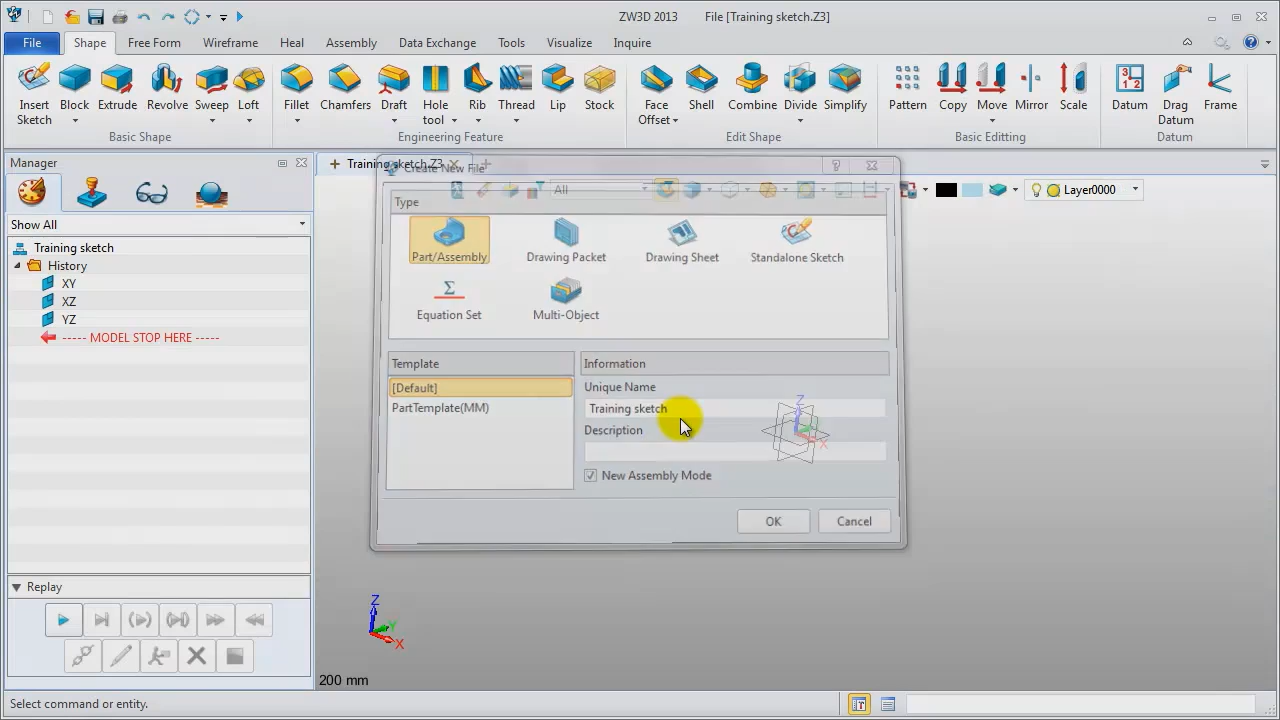 ZW3D 2013 File [Training sketch.Z3]
File Shape Free Form Wireframe Heal Assembly Data Exchange Tools Visualize Inquire
Insert Sketch Block Extrude Revolve Sweep Loft Fillet Chamfers Draft Hole tool Rib Thread Lip Stock Face Offset Shell Combine Divide Simplify Pattern Copy Move Mirror Scale Datum Drag Datum Frame
Basic Shape Engineering Feature Edit Shape Basic Editing Datum
Manager
Training sketch.Z3
Create New File
All
Layer0000
Show All
Training sketch
History
XY
XZ
YZ
----- MODEL STOP HERE -----
Type
Part/Assembly Drawing Packet Drawing Sheet Standalone Sketch
Equation Set Multi-Object
Template
[Default]
PartTemplate(MM)
Information
Unique Name
Training sketch
Description
New Assembly Mode
OK Cancel
Z
X
Replay
Z
Y
X
200 mm
Select command or entity.